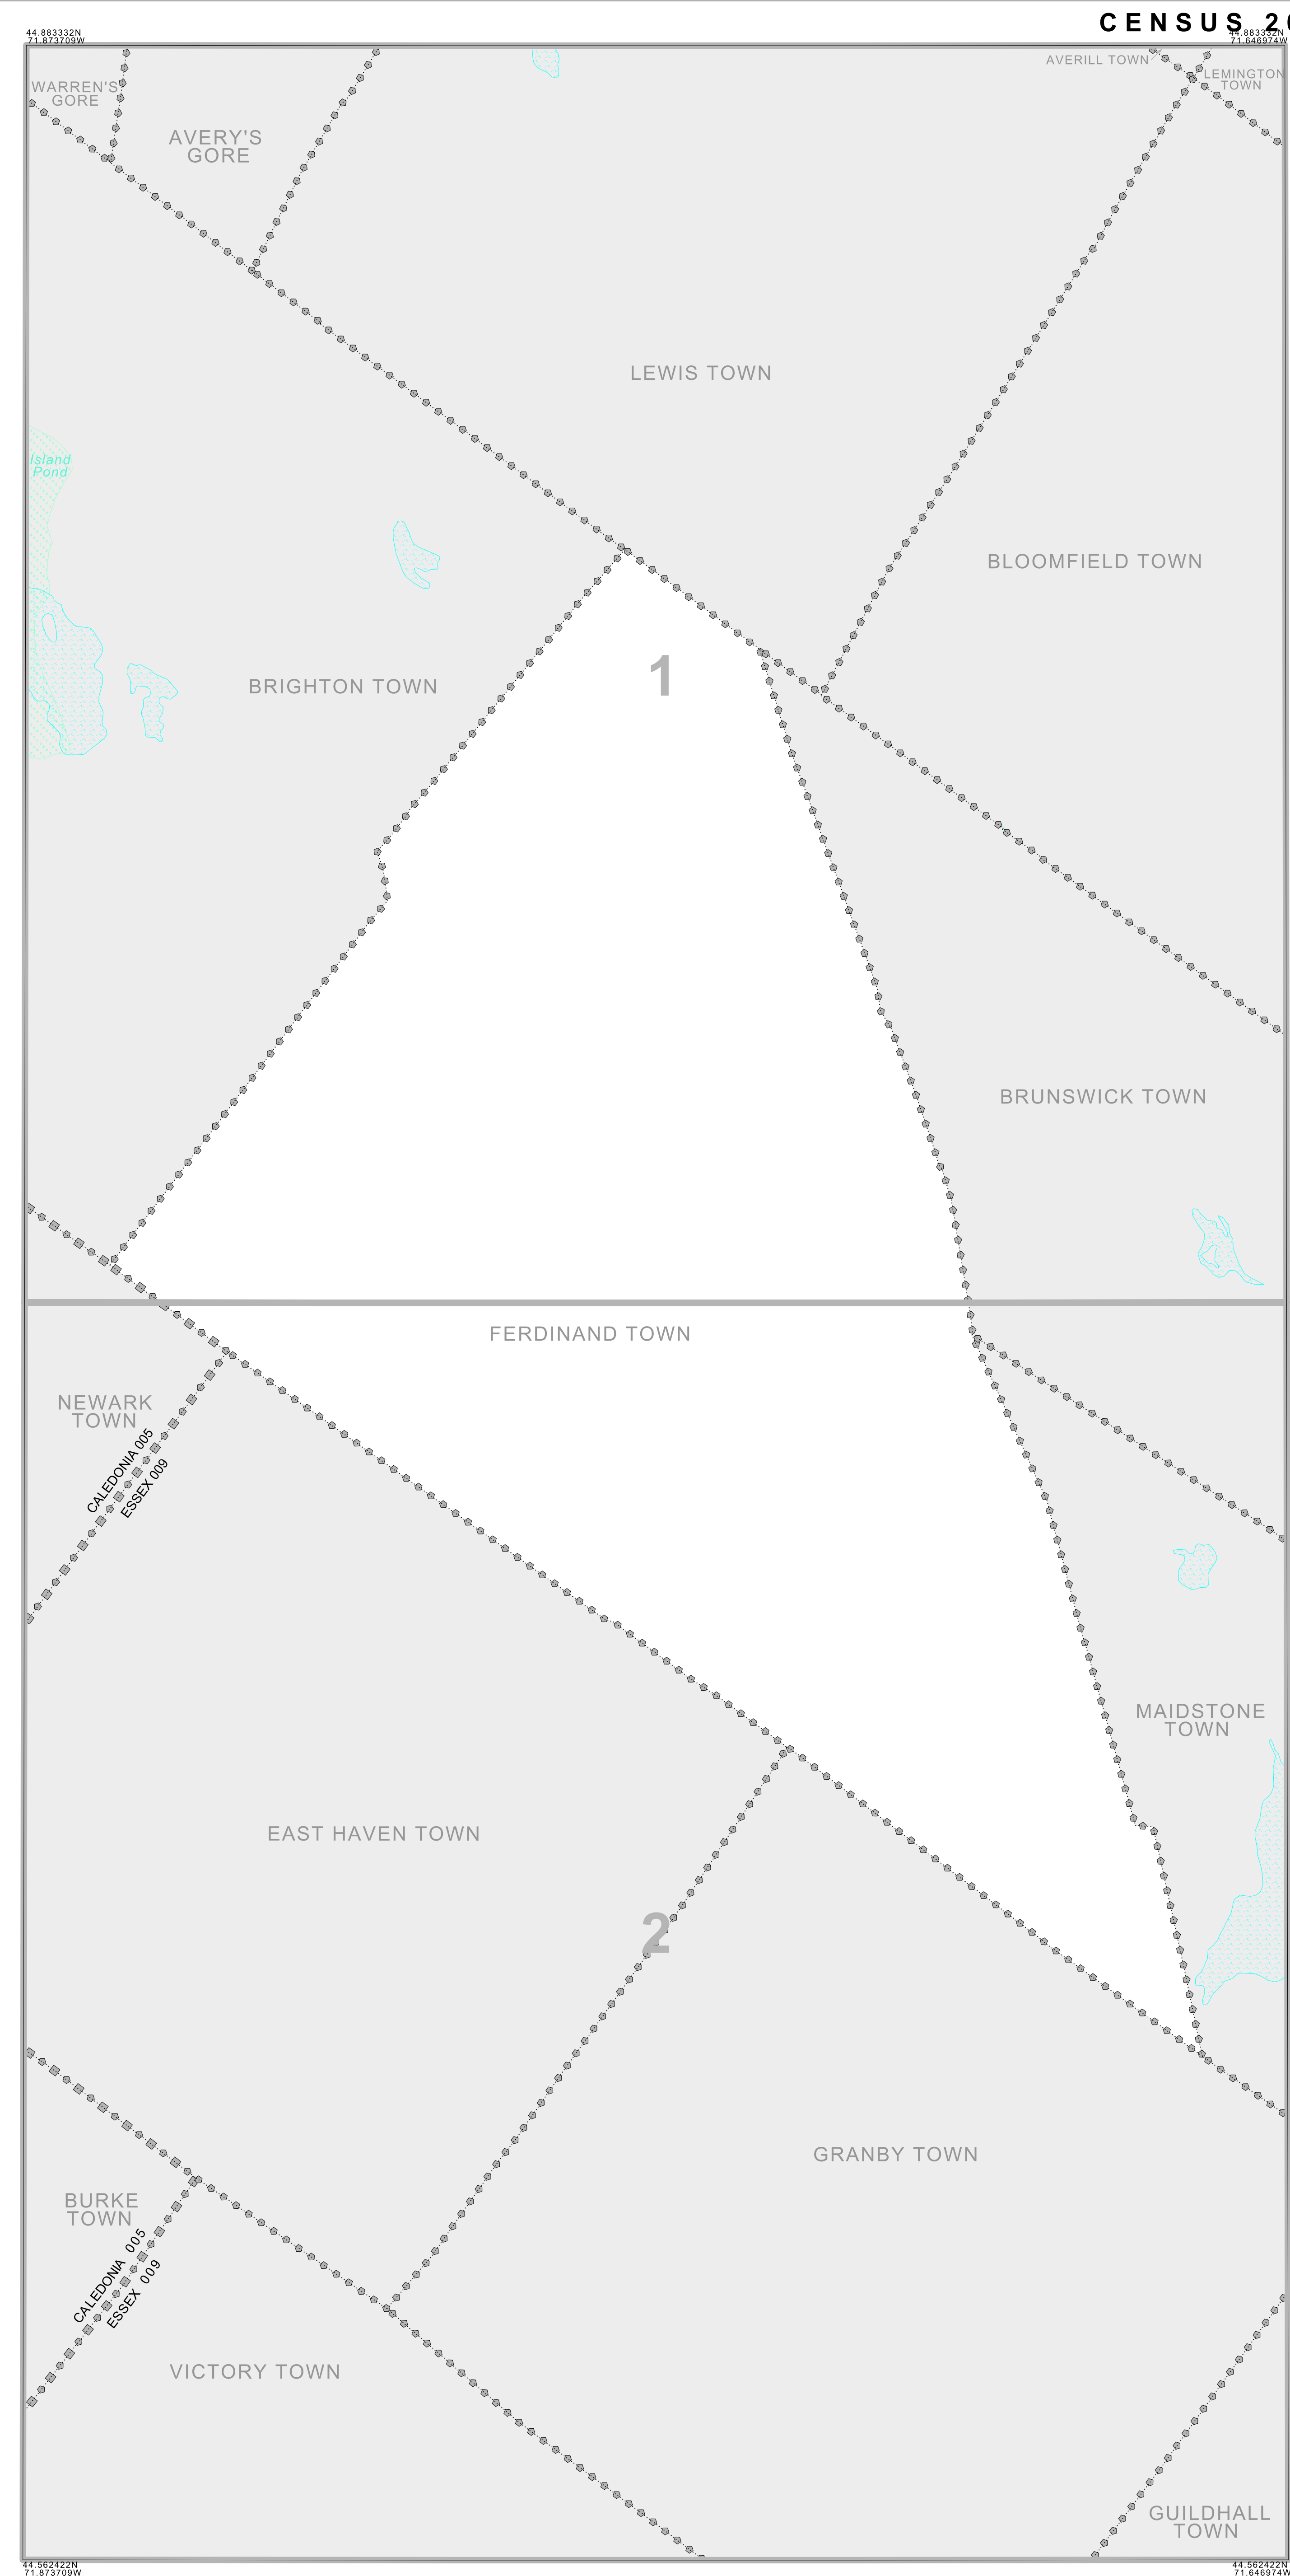 CENSUS 20
44.883332N
71.873709W
44.883332N
71.646974W
AVERILL TOWN
LEMINGTON
TOWN
WARREN'S
GORE
AVERY'S
GORE
LEWIS TOWN
Island
Pond
BLOOMFIELD TOWN
1
BRIGHTON TOWN
BRUNSWICK TOWN
FERDINAND TOWN
NEWARK
TOWN
CALEDONIA 005
ESSEX 009
MAIDSTONE
TOWN
EAST HAVEN TOWN
2
GRANBY TOWN
BURKE
TOWN
CALEDONIA 005
ESSEX 009
VICTORY TOWN
GUILDHALL
TOWN
44.562422N
71.873709W
44.562422N
71.646974W